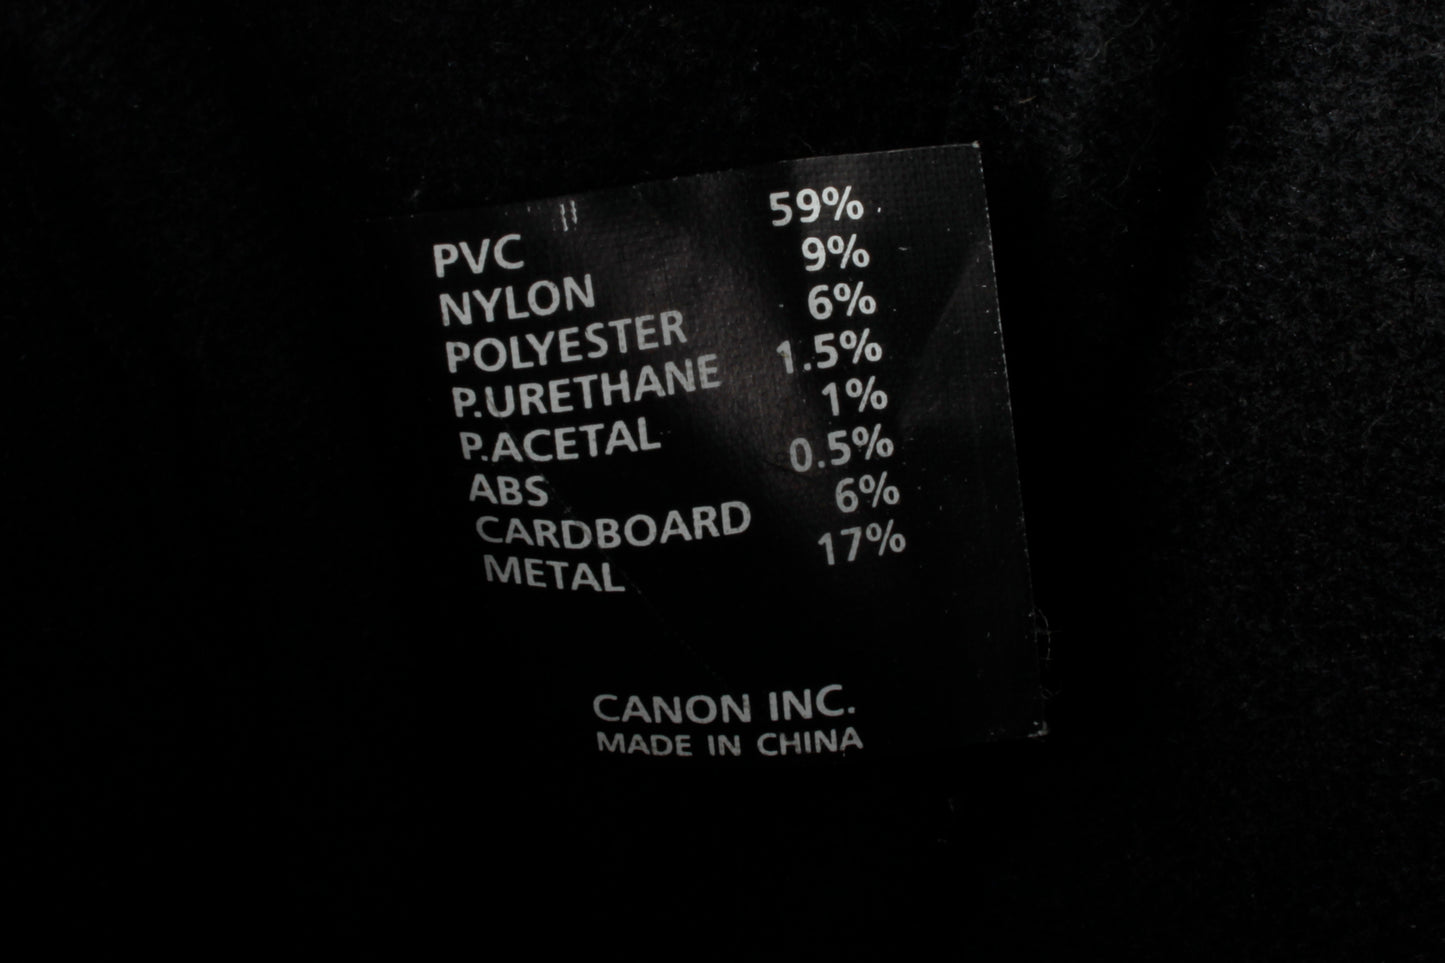 PVC 59%
NYLON 9%
POLYESTER 6%
P.URETHANE 1.5%
P.ACETAL 1%
ABS 0.5%
CARDBOARD 6%
METAL 17%
CANON INC.
MADE IN CHINA